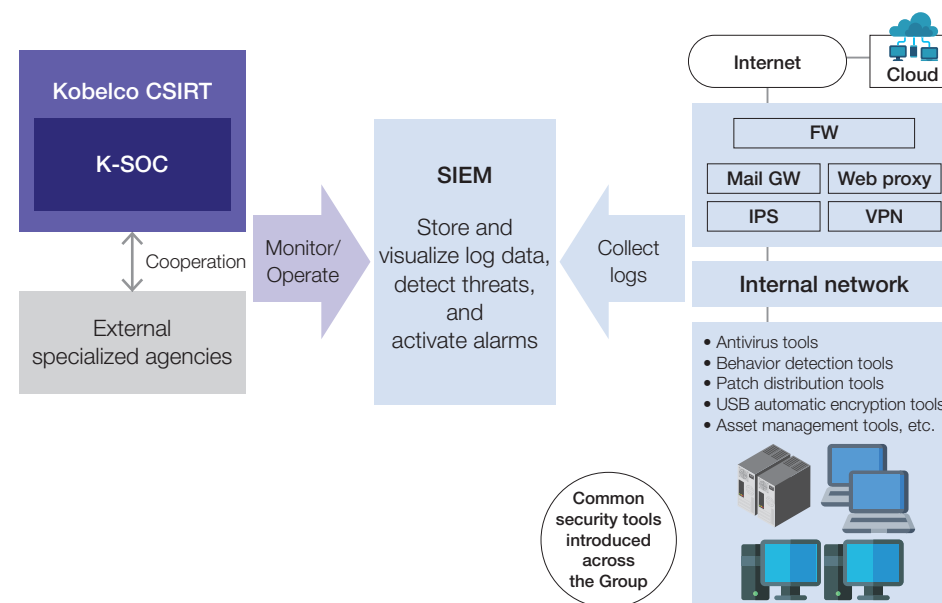 Kobelco CSIRT
K-SOC
Cooperation
External
specialized agencies
Monitor/
Operate
SIEM
Store and
visualize log data,
detect threats,
and
activate alarms
Collect
logs
Internet
Cloud
FW
Mail GW
Web proxy
IPS
VPN
Internal network
• Antivirus tools
• Behavior detection tools
• Patch distribution tools
• USB automatic encryption tools
• Asset management tools, etc.
Common
security tools
introduced
across
the Group